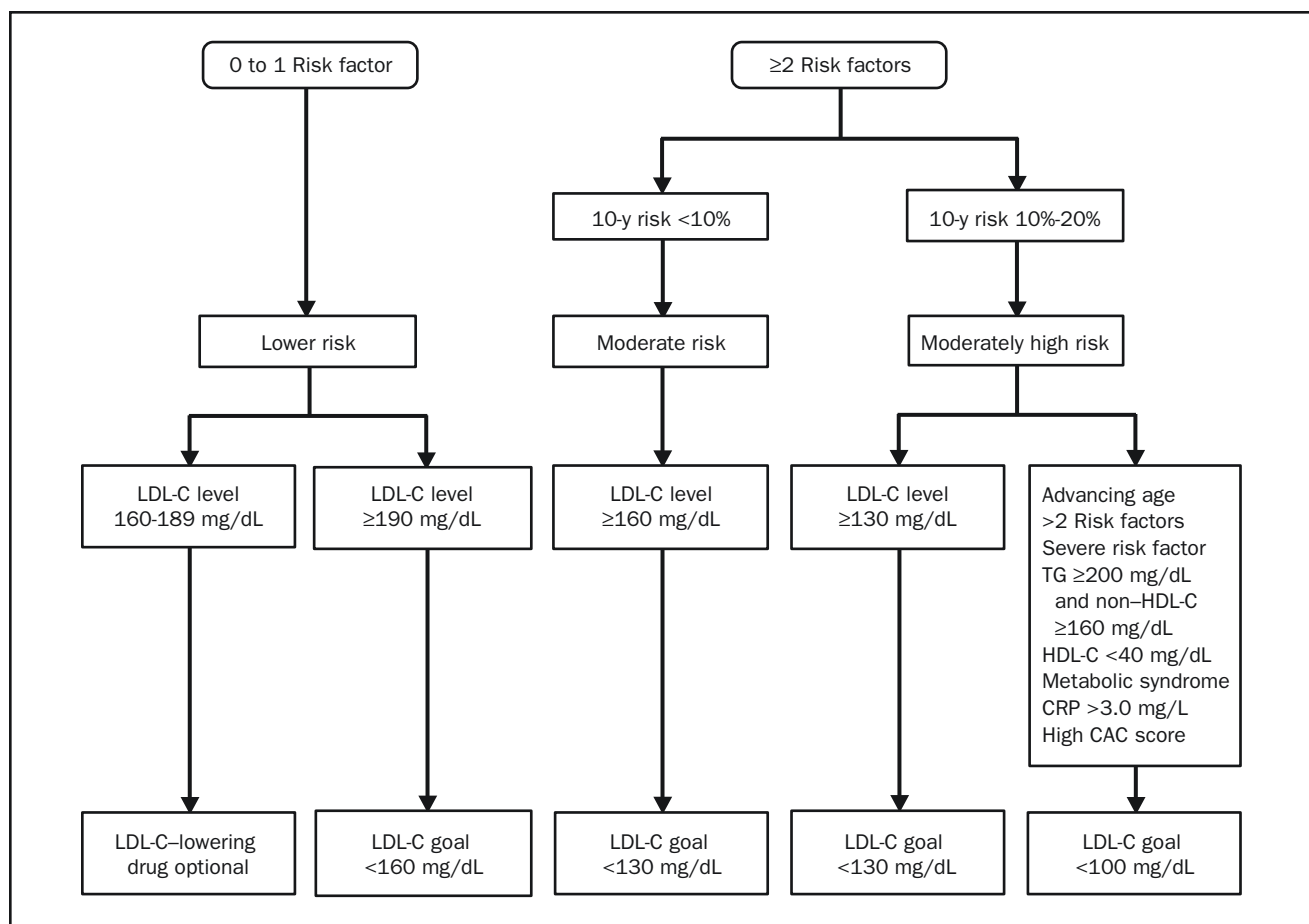 0 to 1 Risk factor
≥2 Risk factors
10-y risk <10%
10-y risk 10%-20%
Lower risk
Moderate risk
Moderately high risk
LDL-C level
160-189 mg/dL
LDL-C level
≥190 mg/dL
LDL-C level
≥160 mg/dL
LDL-C level
≥130 mg/dL
Advancing age
>2 Risk factors
Severe risk factor
TG ≥200 mg/dL
and non–HDL-C
≥160 mg/dL
HDL-C <40 mg/dL
Metabolic syndrome
CRP >3.0 mg/L
High CAC score
LDL-C–lowering
drug optional
LDL-C goal
<160 mg/dL
LDL-C goal
<130 mg/dL
LDL-C goal
<130 mg/dL
LDL-C goal
<100 mg/dL